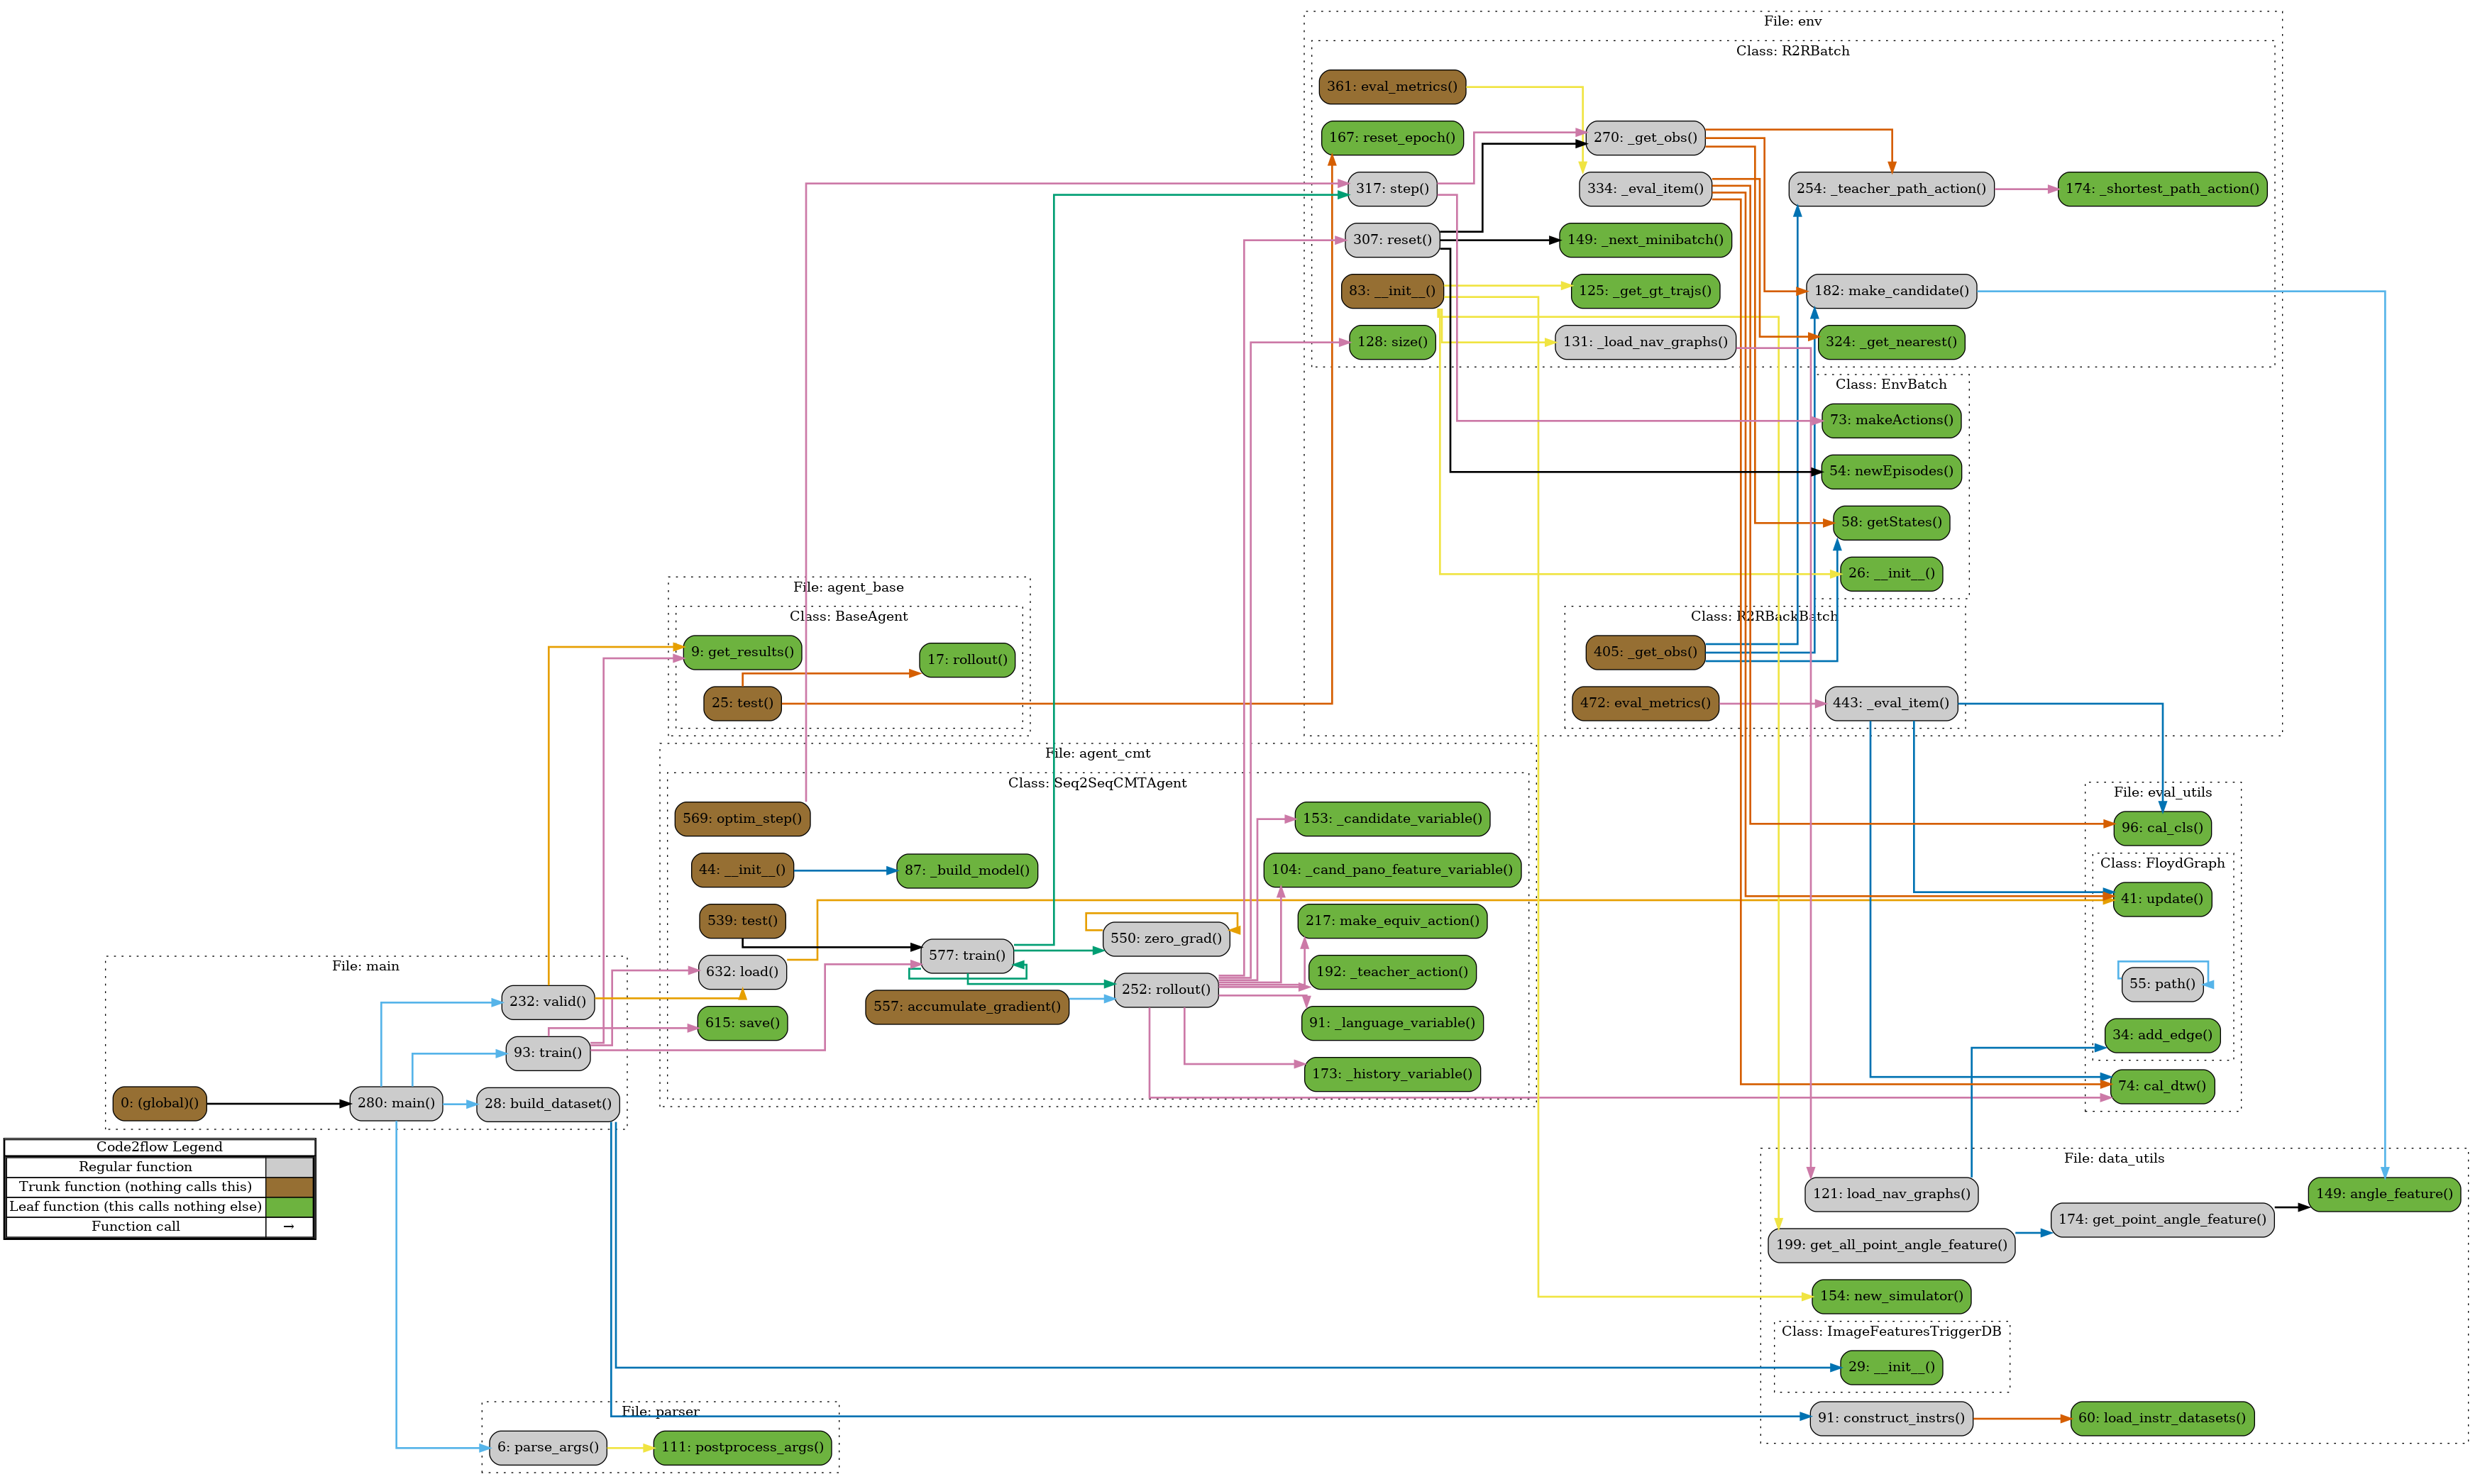 File: env
Class: R2RBatch
361: eval_metrics()
167: reset_epoch()
270: _get_obs()
317: step()
334: _eval_item()
254: _teacher_path_action()
174: _shortest_path_action()
307: reset()
149: _next_minibatch()
83: __init__()
125: _get_gt_trajs()
182: make_candidate()
128: size()
131: _load_nav_graphs()
324: _get_nearest()
Class: EnvBatch
73: makeActions()
54: newEpisodes()
58: getStates()
26: __init__()
Class: R2RBackBatch
405: _get_obs()
472: eval_metrics()
443: _eval_item()
File: agent_base
Class: BaseAgent
9: get_results()
17: rollout()
25: test()
File: agent_cmt
Class: Seq2SeqCMTAgent
569: optim_step()
153: _candidate_variable()
44: __init__()
87: _build_model()
104: _cand_pano_feature_variable()
539: test()
217: make_equiv_action()
550: zero_grad()
577: train()
632: load()
192: _teacher_action()
252: rollout()
557: accumulate_gradient()
615: save()
91: _language_variable()
173: _history_variable()
File: eval_utils
96: cal_cls()
Class: FloydGraph
41: update()
55: path()
34: add_edge()
74: cal_dtw()
File: main
232: valid()
93: train()
0: (global)()
280: main()
28: build_dataset()
Code2flow Legend
Regular function
Trunk function (nothing calls this)
Leaf function (this calls nothing else)
Function call →
File: data_utils
121: load_nav_graphs()
149: angle_feature()
174: get_point_angle_feature()
199: get_all_point_angle_feature()
154: new_simulator()
Class: ImageFeaturesTriggerDB
29: __init__()
91: construct_instrs()
60: load_instr_datasets()
File: parser
6: parse_args()
111: postprocess_args()